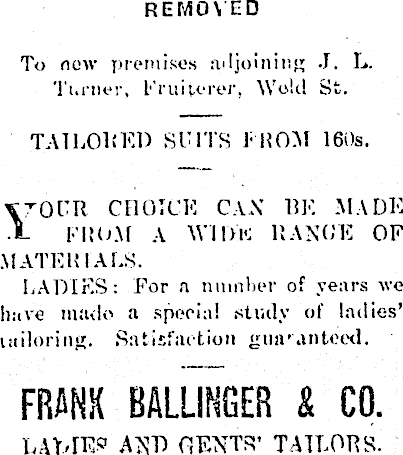 REMOVED
To new premises adjoining J. L.
Turner, Fruiterer, Weld St.
TAILORED SUITS FROM 160s.
YOUR CHOICE CAN BE MADE
FROM A WIDE RANGE OF
MATERIALS.
LADIES: For a number of years we
have made a special study of ladies'
tailoring. Satisfaction guaranteed.
FRANK BALLINGER & CO.
LADIES' AND GENTS' TAILORS.